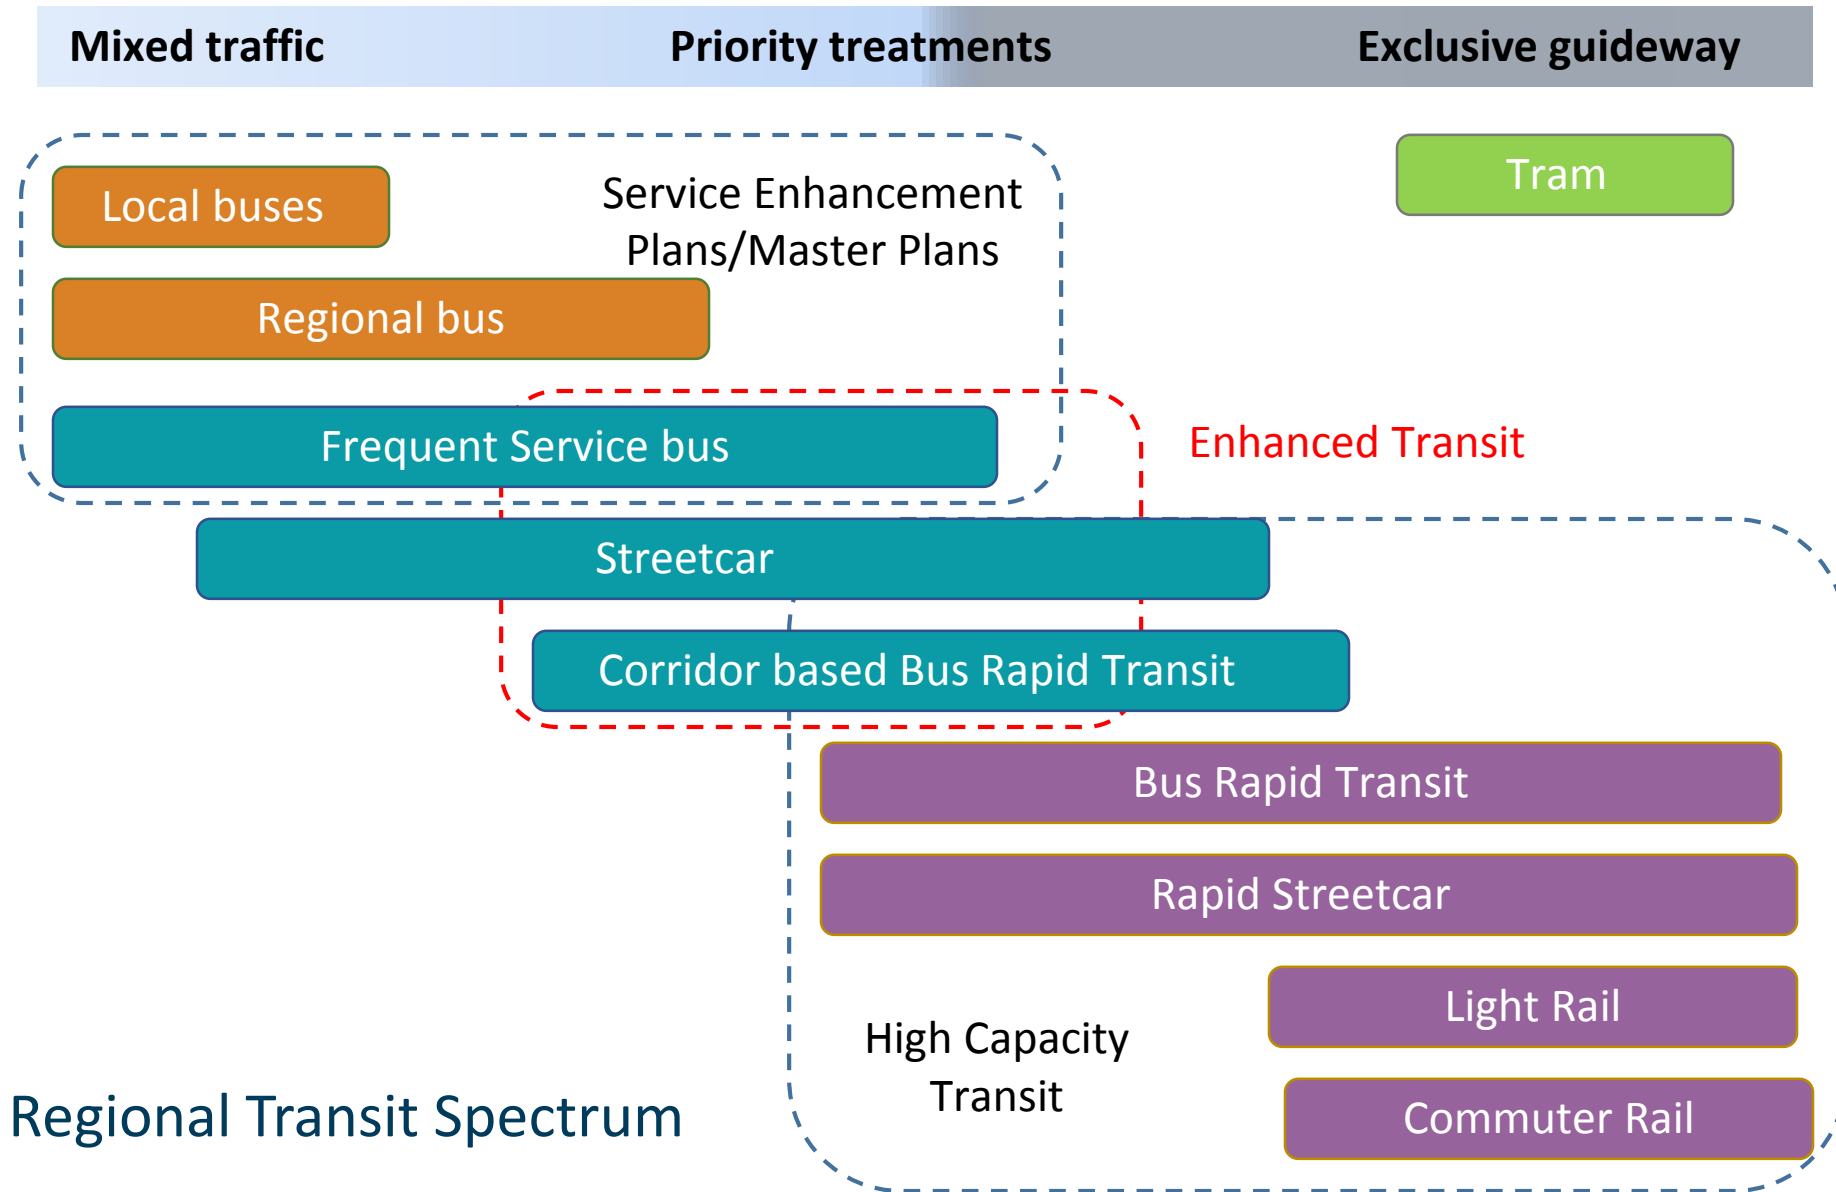 Mixed traffic
Priority treatments
Exclusive guideway
Local buses
Service Enhancement
Plans/Master Plans
Tram
Regional bus
Frequent Service bus
Enhanced Transit
Streetcar
Corridor based Bus Rapid Transit
Bus Rapid Transit
Rapid Streetcar
Light Rail
High Capacity
Transit
Commuter Rail
Regional Transit Spectrum